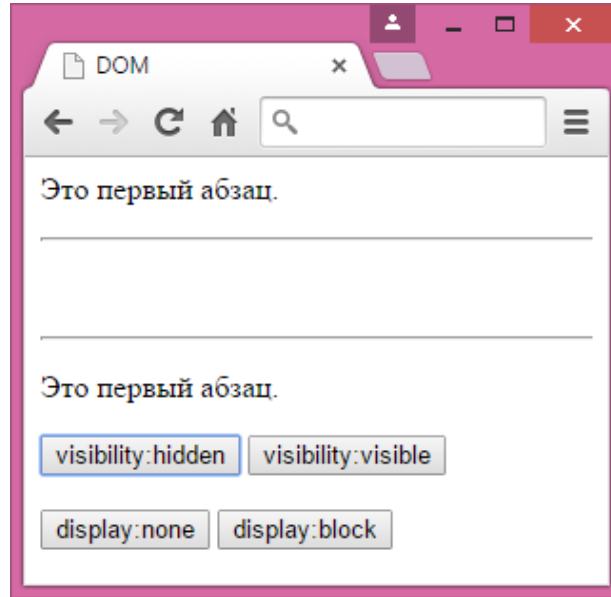 DOM
Это первый абзац.
Это первый абзац.
visibility:hidden visibility:visible
display:none display:block